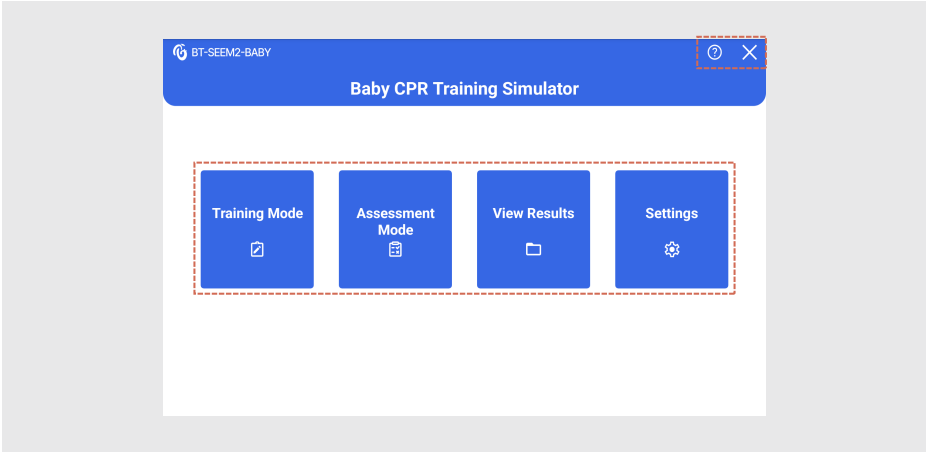 BT-SEEM2-BABY
Baby CPR Training Simulator
Training Mode
Assessment
Mode
View Results
Settings